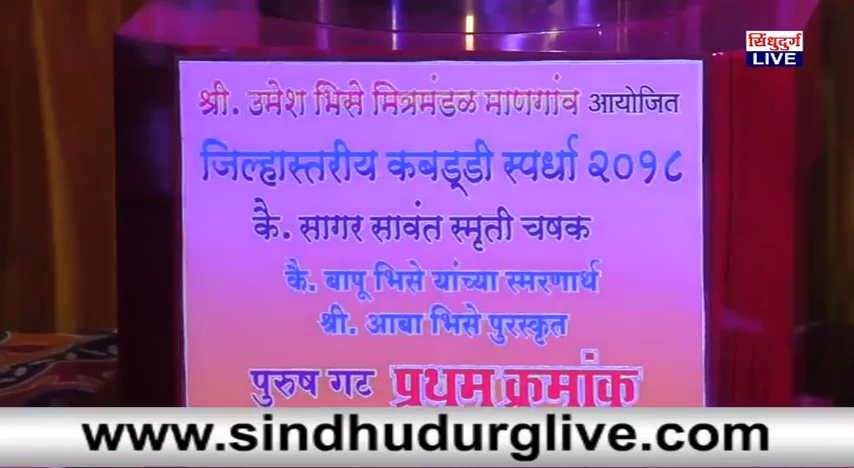 सिंधुदुर्ग
LIVE
श्री. उमेश भिसे मित्रमंडळ माणगांव आयोजित
जिल्हास्तरीय कबड्डी स्पर्धा २०१८
कै. सागर सावंत स्मृती चषक
कै. बापू भिसे यांच्या स्मरणार्थ
श्री. आबा भिसे पुरस्कृत
पुरुष गट प्रथम क्रमांक
www.sindhudurglive.com